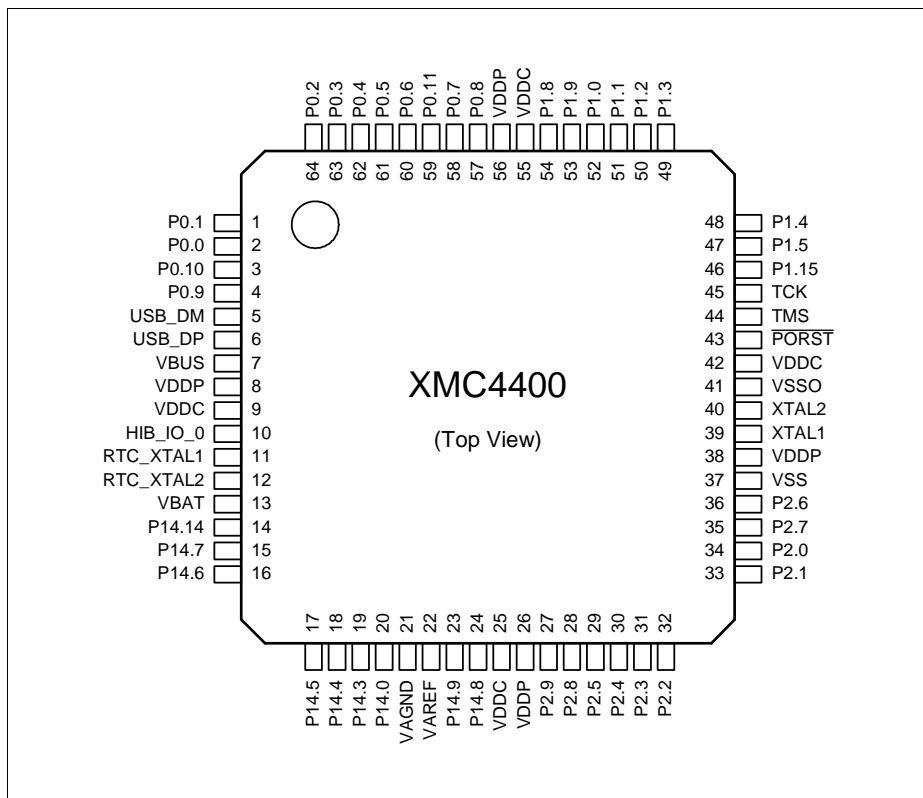 P0.2 P0.3 P0.4 P0.5 P0.6 P0.11 P0.7 P0.8 VDDP VDDC P1.8 P1.9 P1.0 P1.1 P1.2 P1.3
64 63 62 61 60 59 58 57 56 55 54 53 52 51 50 49
P0.1 1 48 P1.4
P0.0 2 47 P1.5
P0.10 3 46 P1.15
P0.9 4 45 TCK
USB_DM 5 44 TMS
USB_DP 6 43 PORST
VBUS 7 42 VDDC
VDDP 8 41 VSSO
VDDC 9 40 XTAL2
HIB_IO_0 10 39 XTAL1
RTC_XTAL1 11 38 VDDP
RTC_XTAL2 12 37 VSS
VBAT 13 36 P2.6
P14.14 14 35 P2.7
P14.7 15 34 P2.0
P14.6 16 33 P2.1
XMC4400
(Top View)
17 18 19 20 21 22 23 24 25 26 27 28 29 30 31 32
P14.5 P14.4 P14.3 P14.0 VAGND VAREF P14.9 P14.8 VDDC VDDP P2.9 P2.8 P2.5 P2.4 P2.3 P2.2